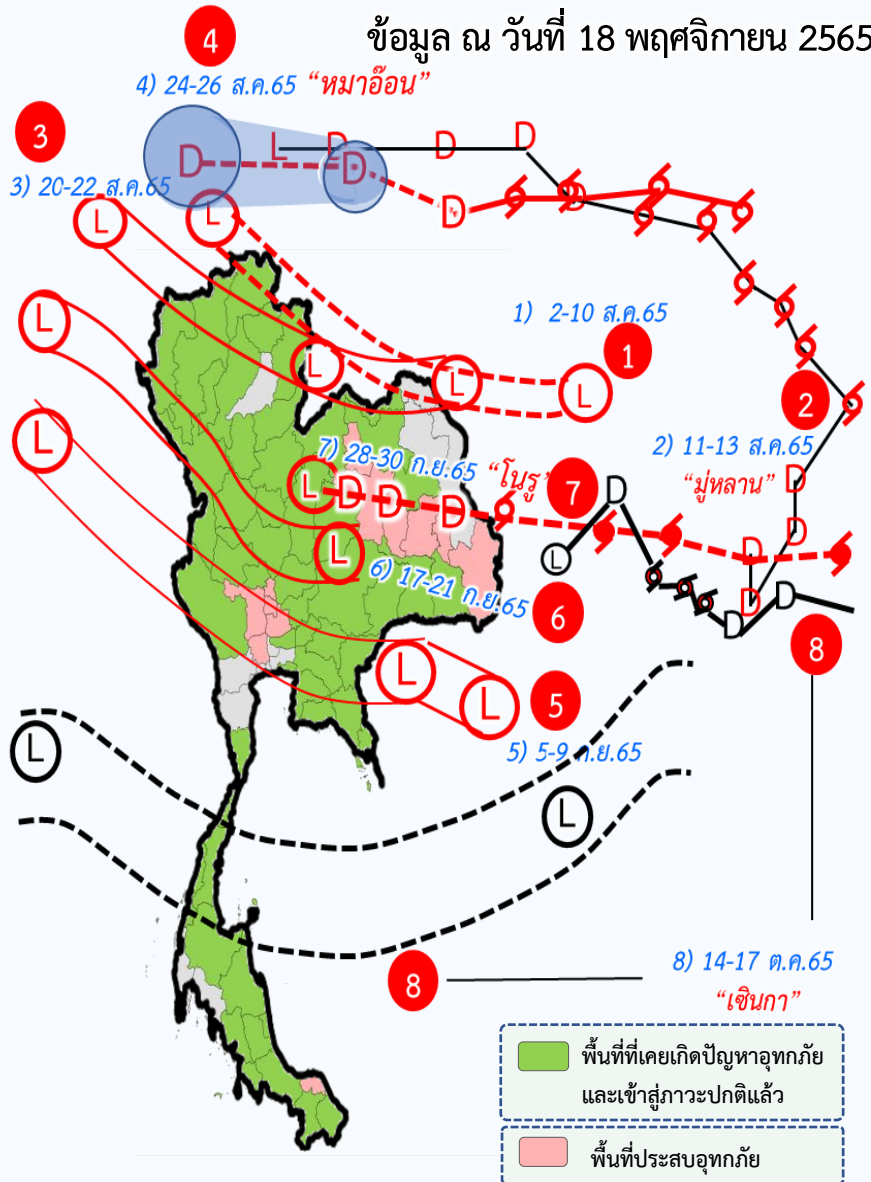 ข้อมูล ณ วันที่ 18 พฤศจิกายน 2565
4
4) 24-26 ส.ค.65 “หมาอ๊อน”
3
3) 20-22 ส.ค.65
D L D D D
D D
L L
1) 2-10 ส.ค.65
1
L
L L L
2
2) 11-13 ส.ค.65
“มู่หลาน”
7) 28-30 ก.ย.65 “โนรู”
7
L D D D
D
D
D
L
L
L
D
L
6) 17-21 ก.ย.65
6
D D
D
8
L
L
5
5) 5-9 ก.ย.65
L
L
8
8) 14-17 ต.ค.65
“เซินกา”
พื้นที่ที่เคยเกิดปัญหาอุทกภัย
และเข้าสู่ภาวะปกติแล้ว
พื้นที่ประสบอุทกภัย